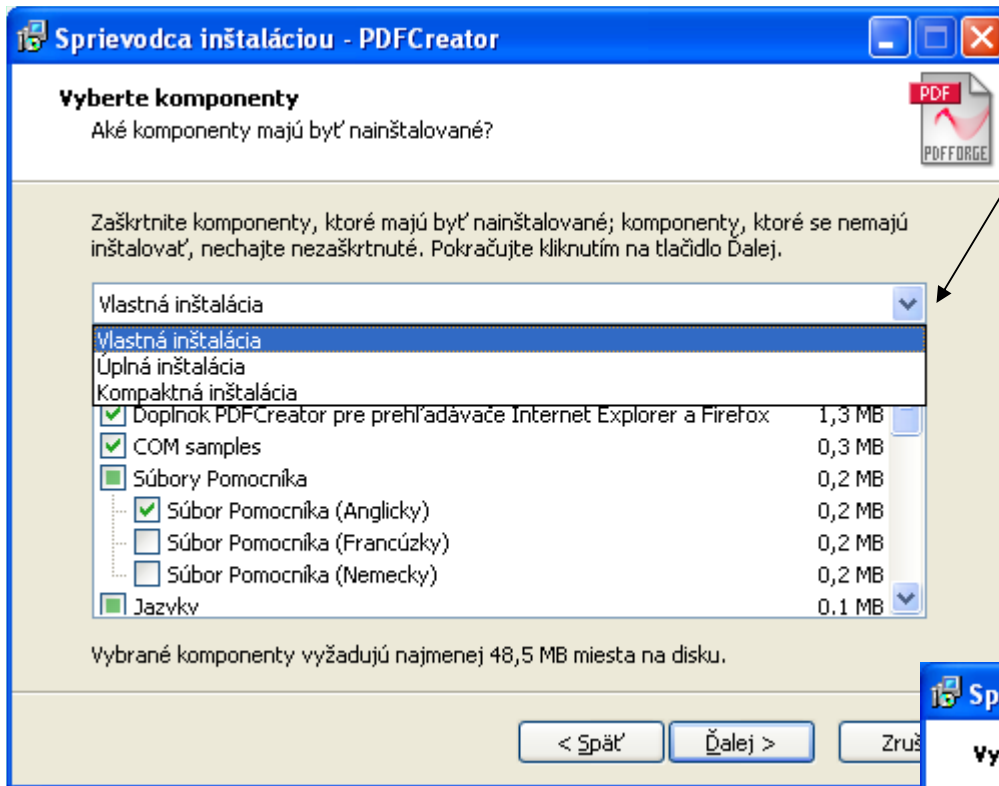 Sprievodca inštaláciou - PDFCreator
Vyberte komponenty
Aké komponenty majú byť nainštalované?
PDF
PDFFORGE
Zaškrtnite komponenty, ktoré majú byť nainštalované; komponenty, ktoré se nemajú
inštalovať, nechajte nezaškrtnuté. Pokračujte kliknutím na tlačidlo Ďalej.
Vlastná inštalácia
Vlastná inštalácia
Úplná inštalácia
Kompaktná inštalácia
Doplnok PDFCreator pre prehľadávače Internet Explorer a Firefox 1,3 MB
COM samples 0,3 MB
Súbory Pomocníka 0,2 MB
Súbor Pomocníka (Anglicky) 0,2 MB
Súbor Pomocníka (Francúzky) 0,2 MB
Súbor Pomocníka (Nemecky) 0,2 MB
Jazyky 0.1 MB
Vybrané komponenty vyžadujú najmenej 48,5 MB miesta na disku.
< Späť Ďalej > Zruš
Sp
Vy